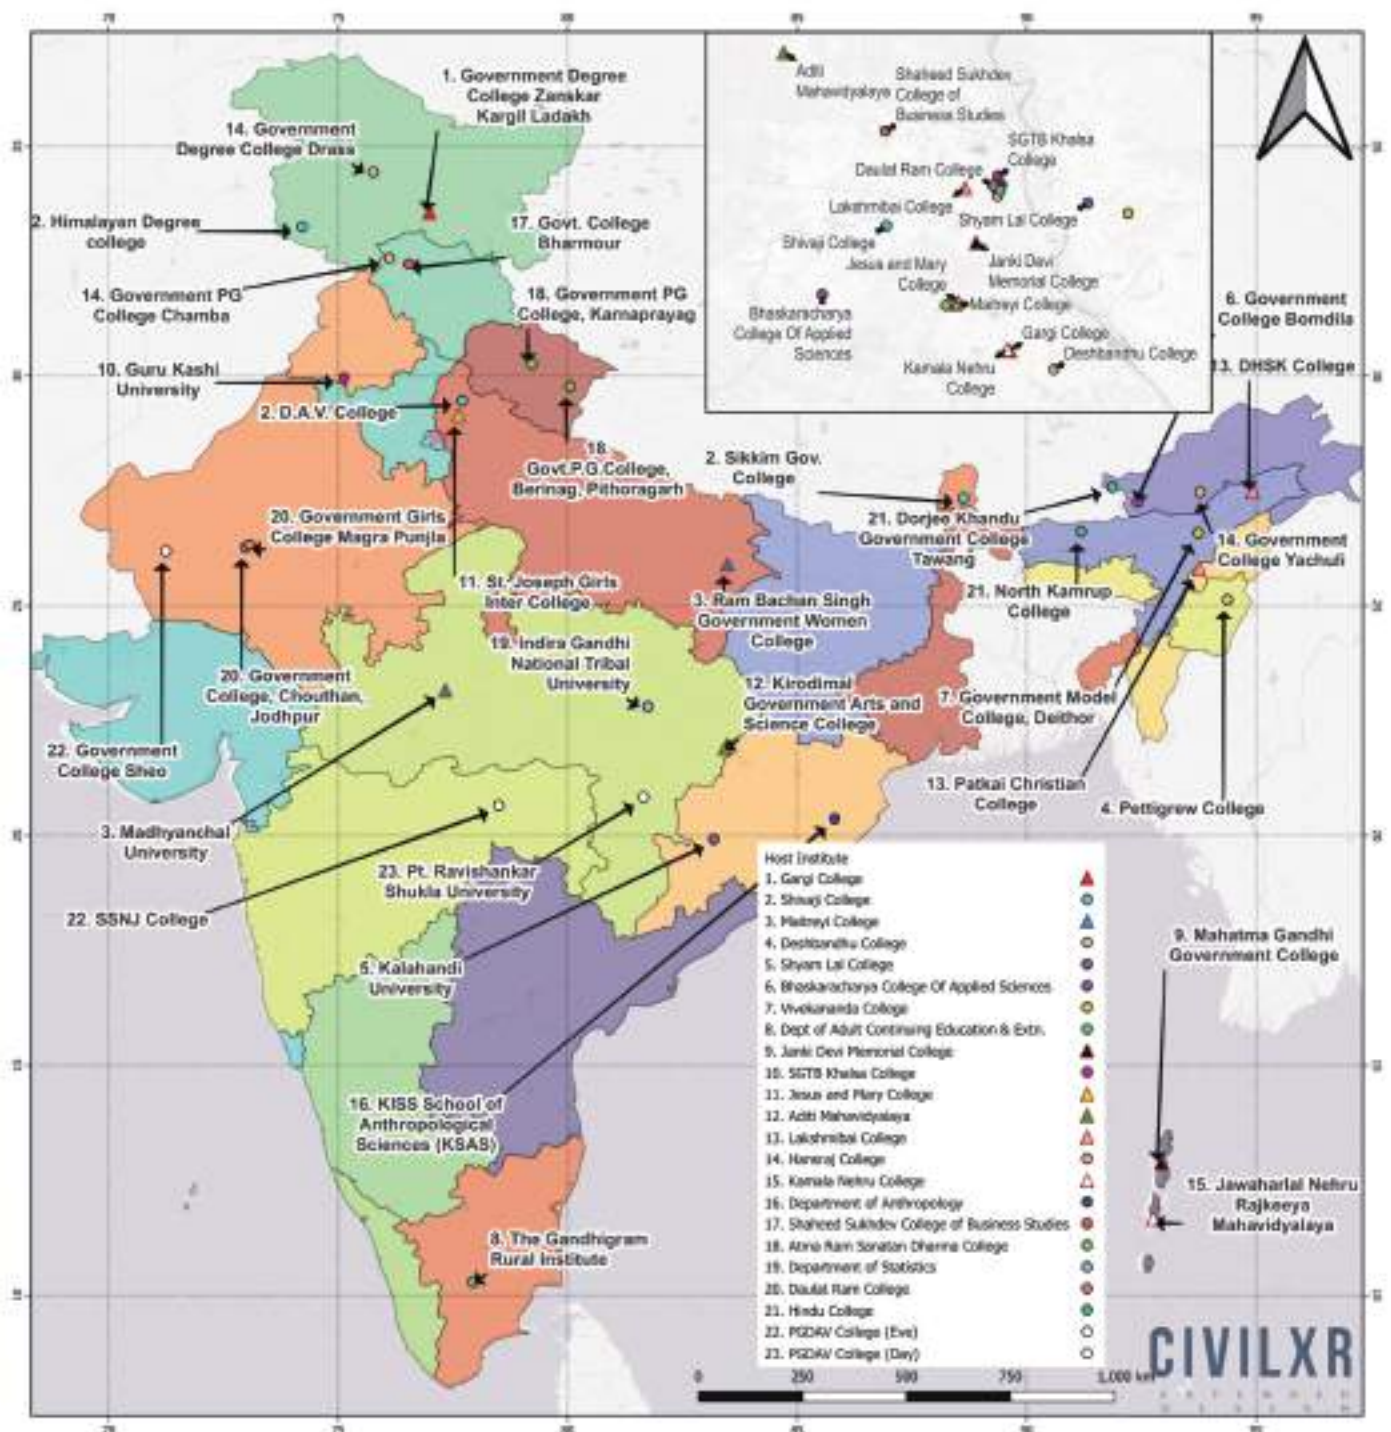 1. Government Degree
College Zanskar
Kargil Ladakh
14. Government
Degree College Drass
2. Himalayan Degree
college
17. Govt. College
Bharmour
14. Government PG
College Chamba
18. Government PG
College, Karnaprayag
10. Guru Kashi
University
2. D.A.V. College
18.
Govt.P.G.College,
Berinag, Pithoragarh
20. Government Girls
College Magra Punjla
11. St. Joseph Girls
Inter College
3. Ram Bachan Singh
Government Women
College
19. Indira Gandhi
National Tribal
University
20. Government
College, Chouthan,
Jodhpur
22. Government
College Sheo
12. Kirodimal
Government Arts and
Science College
3. Madhyanchal
University
23. Pt. Ravishankar
Shukla University
22. SSNJ College
5. Kalahandi
University
16. KISS School of
Anthropological
Sciences (KSAS)
8. The Gandhigram
Rural Institute
Aditi
Mahavidyalaya
Shaheed Sukhdev
College of
Business Studies
SGTB Khalsa
College
Daulat Ram College
Lakshmibai College
Shyam Lal College
Shivaji College
Jesus and Mary
College
Janki Devi
Memorial College
Maitreyi College
Bhaskaracharya
College Of Applied
Sciences
Gargi College
Deshbandhu College
Kamala Nehru
College
6. Government
College Bomdila
13. DHSK College
2. Sikkim Gov.
College
21. Dorjee Khandu
Government College
Tawang
14. Government
College Yachuli
21. North Kamrup
College
7. Government Model
College, Deithor
13. Patkai Christian
College
4. Pettigrew College
9. Mahatma Gandhi
Government College
15. Jawaharlal Nehru
Rajkeeya
Mahavidyalaya
Host Institute
1. Gargi College
2. Shivaji College
3. Maitreyi College
4. Deshbandhu College
5. Shyam Lal College
6. Bhaskaracharya College Of Applied Sciences
7. Vivekananda College
8. Dept of Adult Continuing Education & Extn.
9. Janki Devi Memorial College
10. SGTB Khalsa College
11. Jesus and Mary College
12. Aditi Mahavidyalaya
13. Lakshmibai College
14. Hansraj College
15. Kamala Nehru College
16. Department of Anthropology
17. Shaheed Sukhdev College of Business Studies
18. Atma Ram Sanatan Dharma College
19. Department of Statistics
20. Daulat Ram College
21. Hindu College
22. PGDAV College (Eve)
23. PGDAV College (Day)
0 250 500 750 1,000 km
CIVILXR